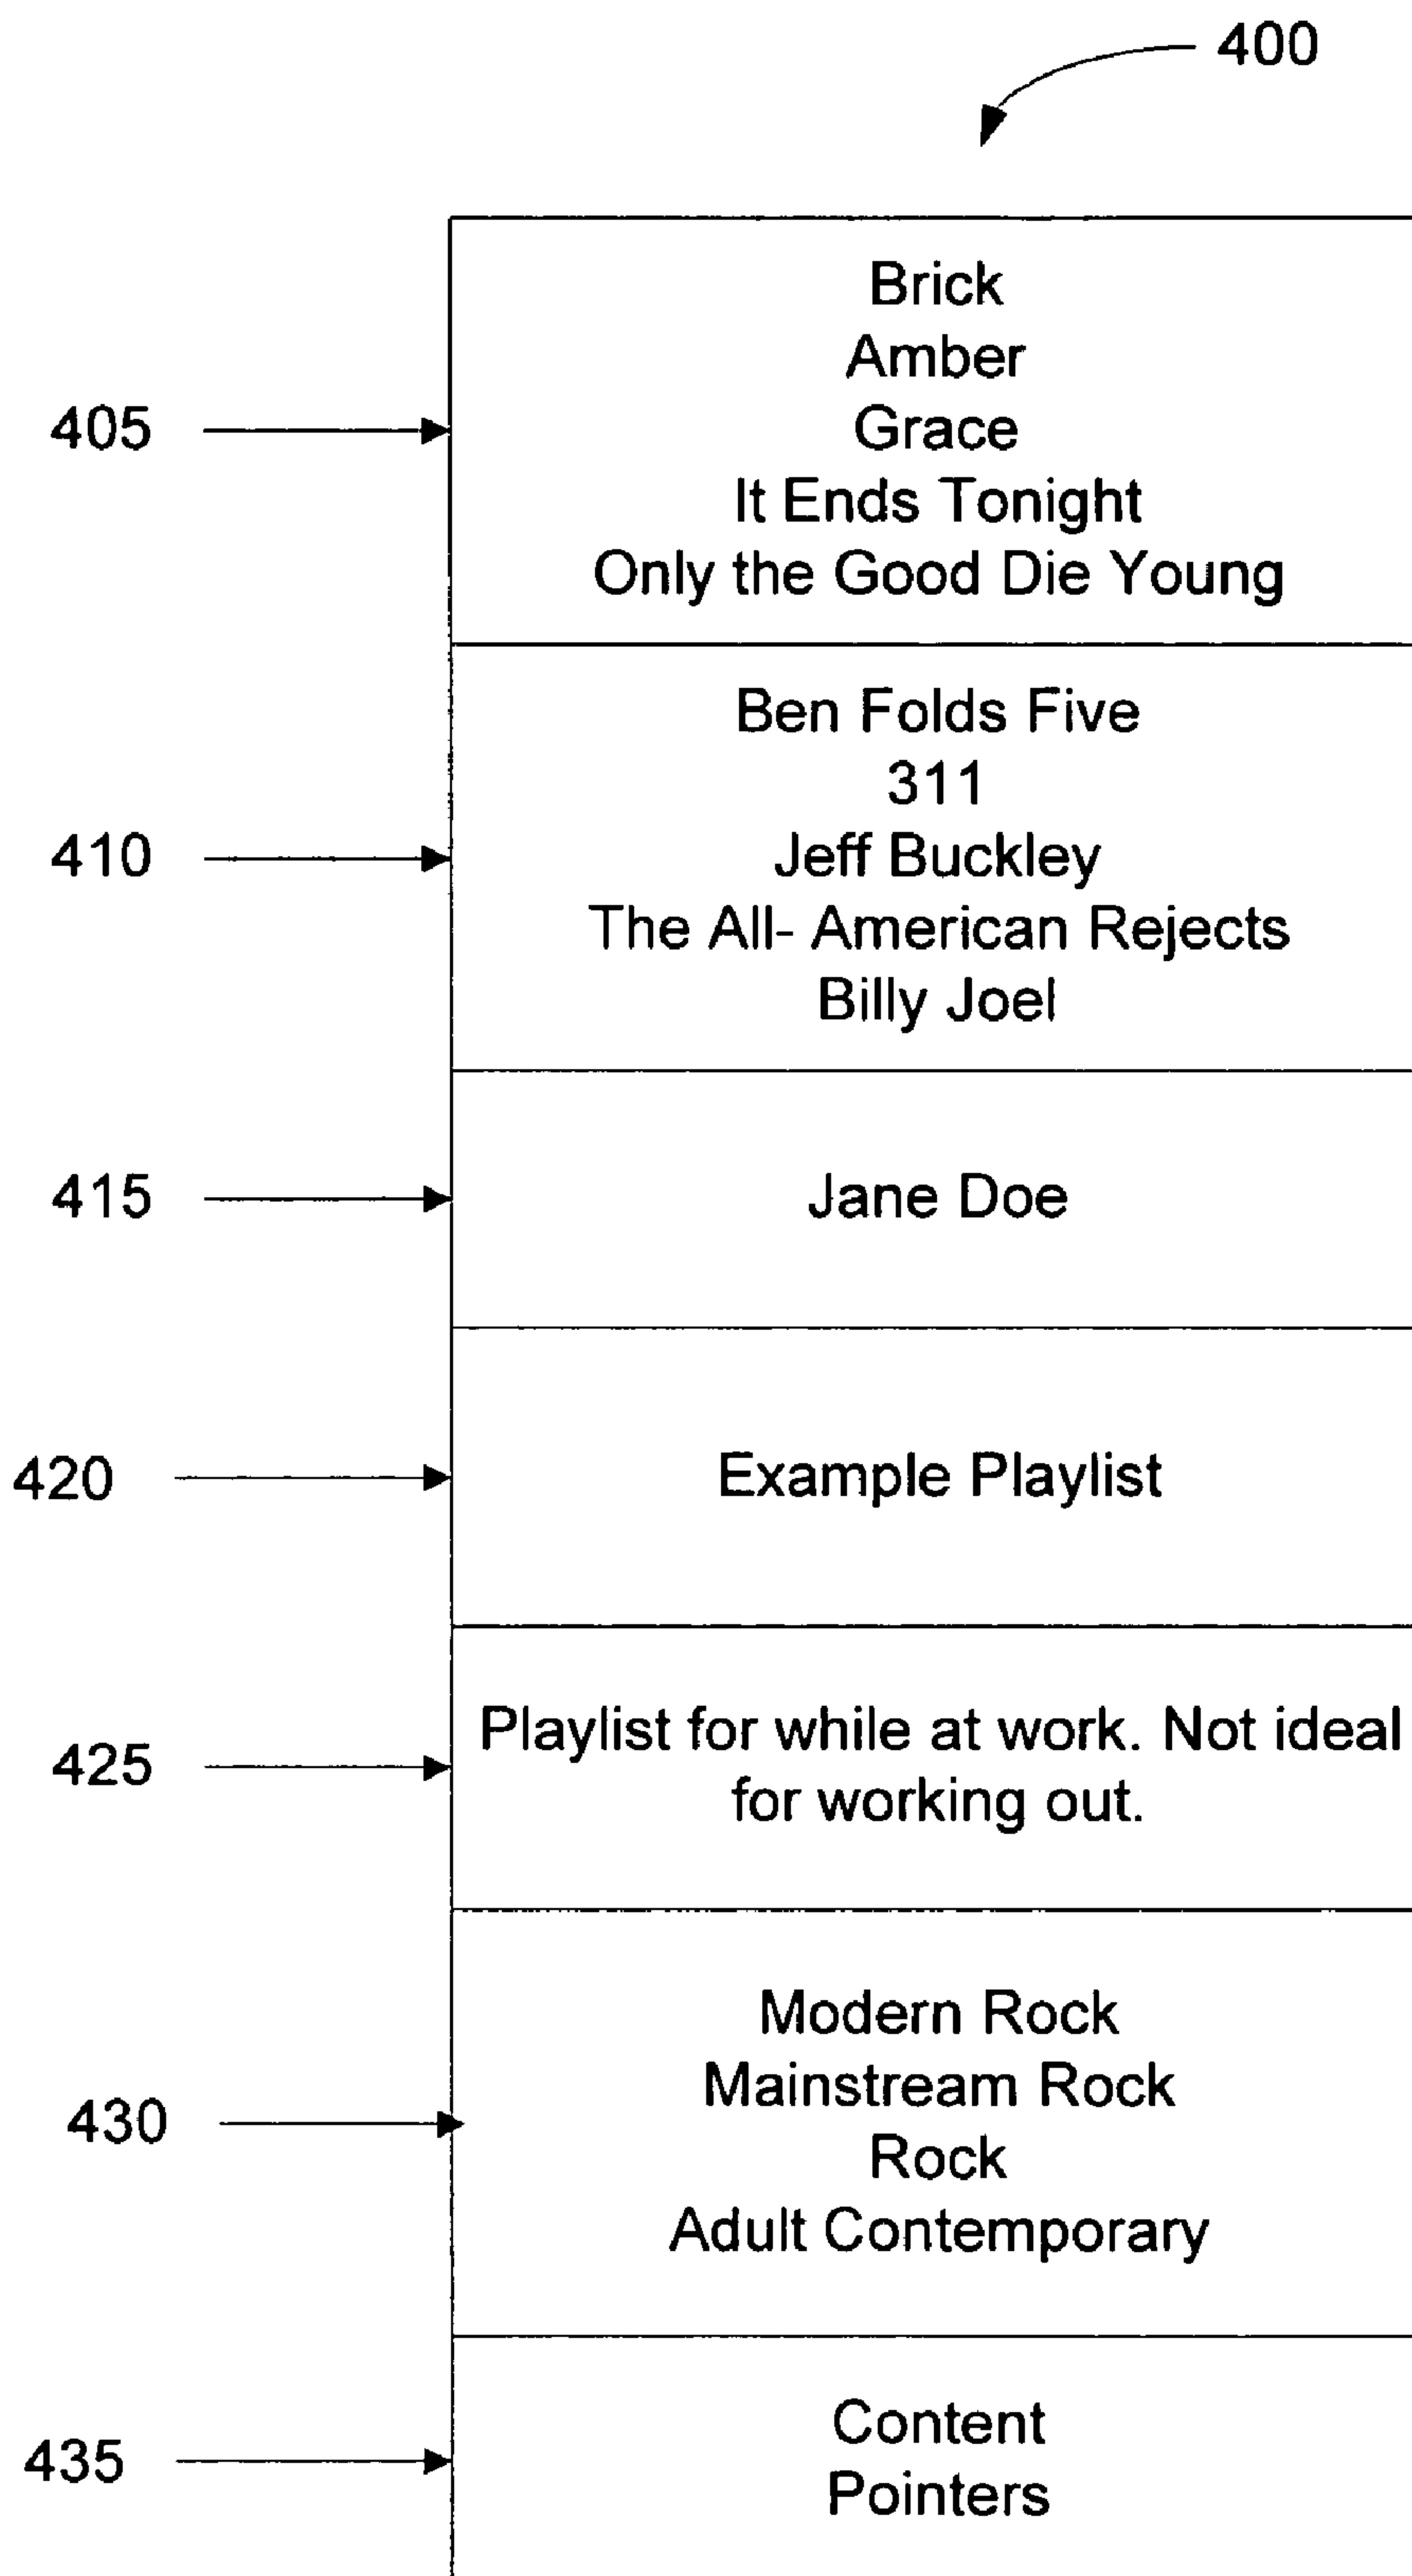 400
Brick
Amber
405
Grace
It Ends Tonight
Only the Good Die Young
Ben Folds Five
311
410
Jeff Buckley
The All- American Rejects
Billy Joel
415
Jane Doe
420
Example Playlist
425
Playlist for while at work. Not ideal
for working out.
Modern Rock
Mainstream Rock
430
Rock
Adult Contemporary
435
Content
Pointers